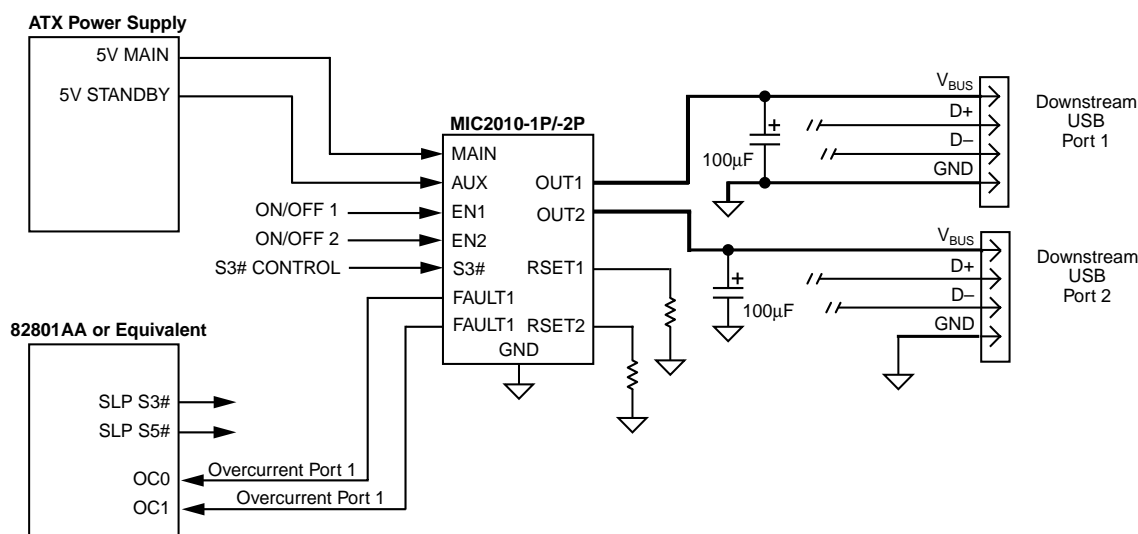 ATX Power Supply
5V MAIN
5V STANDBY
MIC2010-1P/-2P
MAIN
AUX
EN1
EN2
S3#
FAULT1
FAULT1
OUT1
OUT2
RSET1
RSET2
GND
ON/OFF 1
ON/OFF 2
S3# CONTROL
82801AA or Equivalent
SLP S3#
SLP S5#
OC0
OC1
Overcurrent Port 1
Overcurrent Port 1
100µF
+
VBUS
D+
D–
GND
Downstream
USB
Port 1
100µF
+
VBUS
D+
D–
GND
Downstream
USB
Port 2